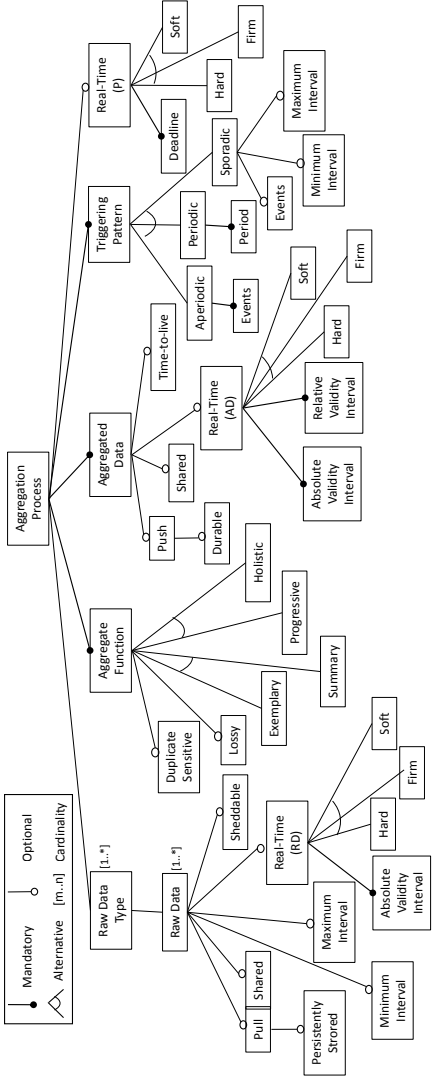 Aggregation
Process
Mandatory
Optional
Alternative
[m..n] Cardinality
Raw Data
Type
[1..*]
Aggregate
Function
Aggregated
Data
Triggering
Pattern
Real-Time
(P)
Raw Data
[1..*]
Duplicate
Sensitive
Lossy
Exemplary
Summary
Progressive
Holistic
Push
Shared
Time-to-live
Durable
Real-Time
(AD)
Aperiodic
Periodic
Sporadic
Deadline
Hard
Firm
Soft
Events
Period
Events
Minimum
Interval
Maximum
Interval
Pull
Shared
Maximum
Interval
Sheddable
Real-Time
(RD)
Persistently
Strored
Minimum
Interval
Absolute
Validity
Interval
Hard
Firm
Soft
Absolute
Validity
Interval
Relative
Validity
Interval
Hard
Firm
Soft